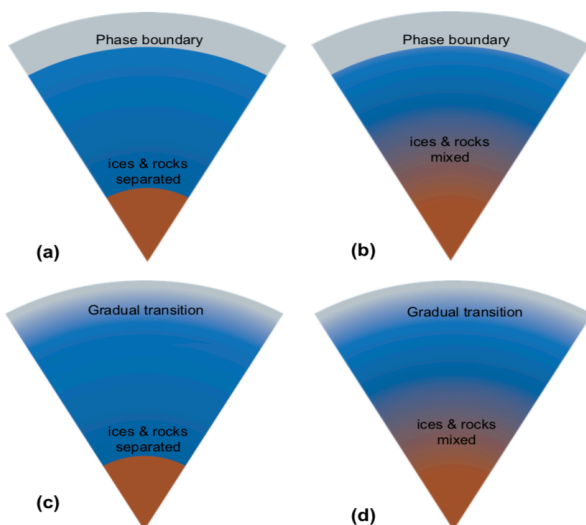 Phase boundary
ices & rocks
separated
(a)
Phase boundary
ices & rocks
mixed
(b)
Gradual transition
ices & rocks
separated
(c)
Gradual transition
ices & rocks
mixed
(d)